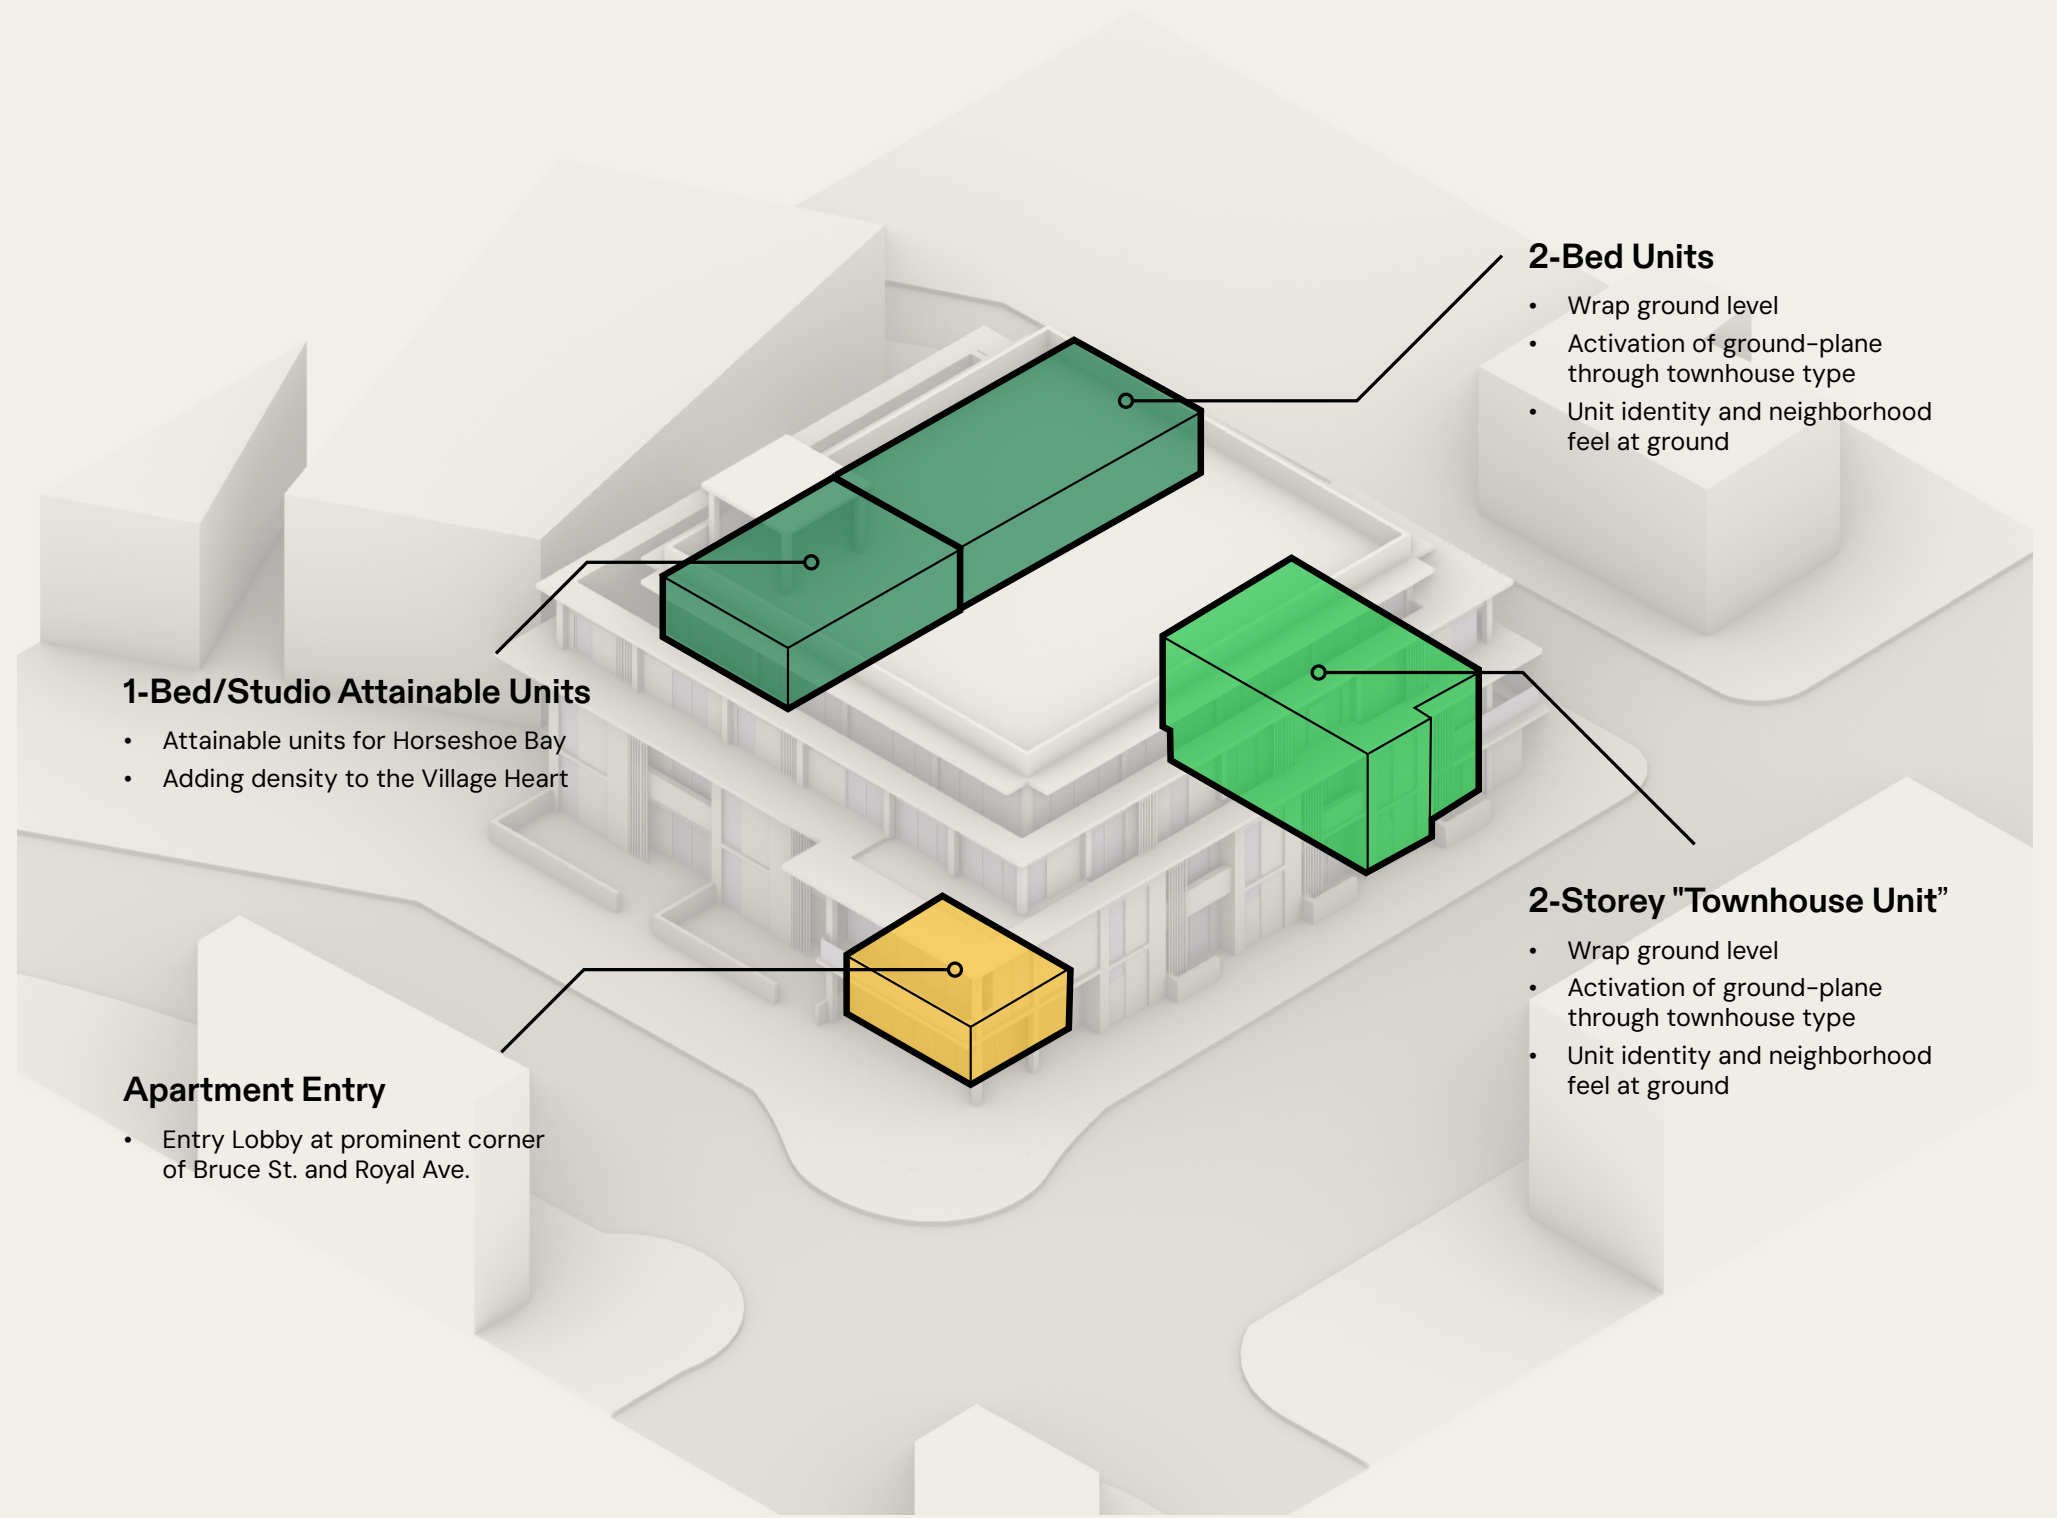 2-Bed Units
• Wrap ground level
• Activation of ground-plane
through townhouse type
• Unit identity and neighborhood
feel at ground
1-Bed/Studio Attainable Units
• Attainable units for Horseshoe Bay
• Adding density to the Village Heart
2-Storey "Townhouse Unit”
• Wrap ground level
• Activation of ground-plane
through townhouse type
• Unit identity and neighborhood
feel at ground
Apartment Entry
• Entry Lobby at prominent corner
of Bruce St. and Royal Ave.